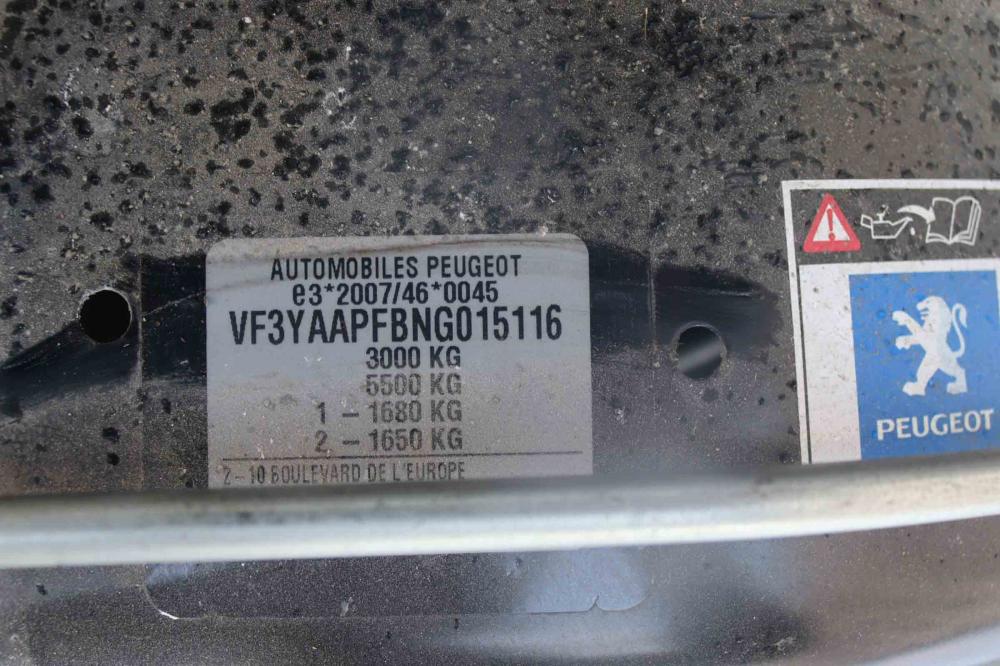 AUTOMOBILES PEUGEOT
e3*2007/46*0045
VF3YAAPFBNG015116
3000 KG
5500 KG
1 - 1680 KG
2 - 1650 KG
2-10 BOULEVARD DE L'EUROPE
PEUGEOT